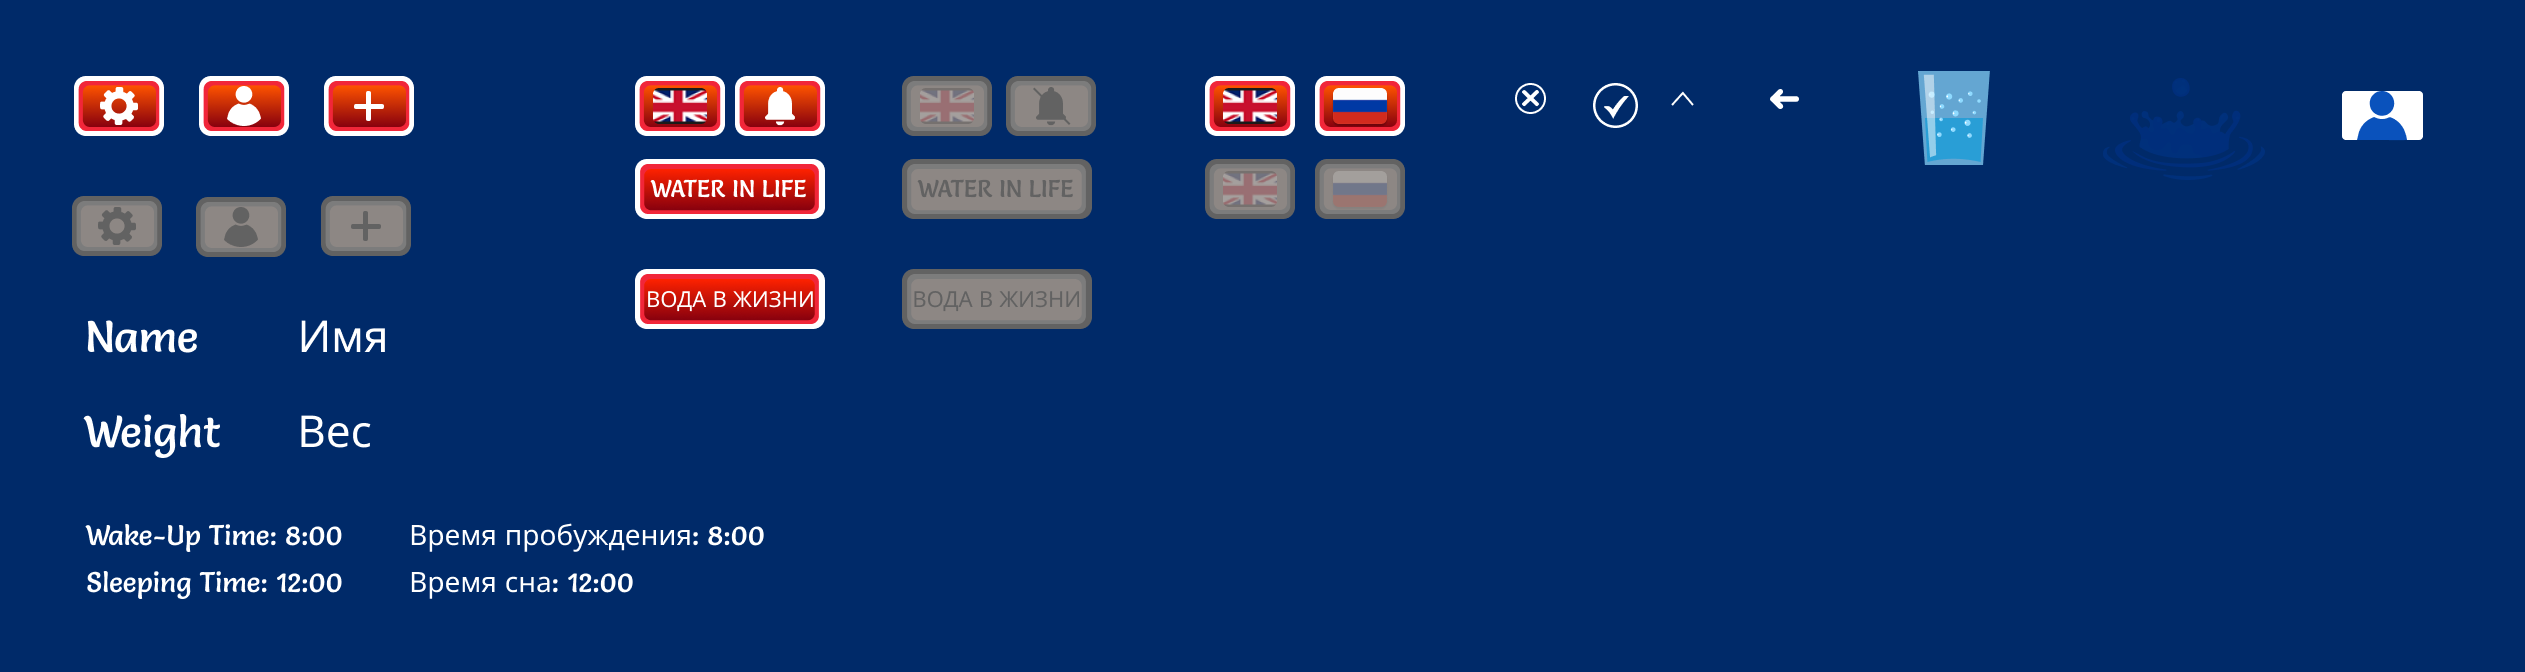 WATER IN LIFE
WATER IN LIFE
ВОДА В ЖИЗНИ
ВОДА В ЖИЗНИ
Name
Имя
Weight
Вес
Wake-Up Time: 8:00
Время пробуждения: 8:00
Sleeping Time: 12:00
Время сна: 12:00